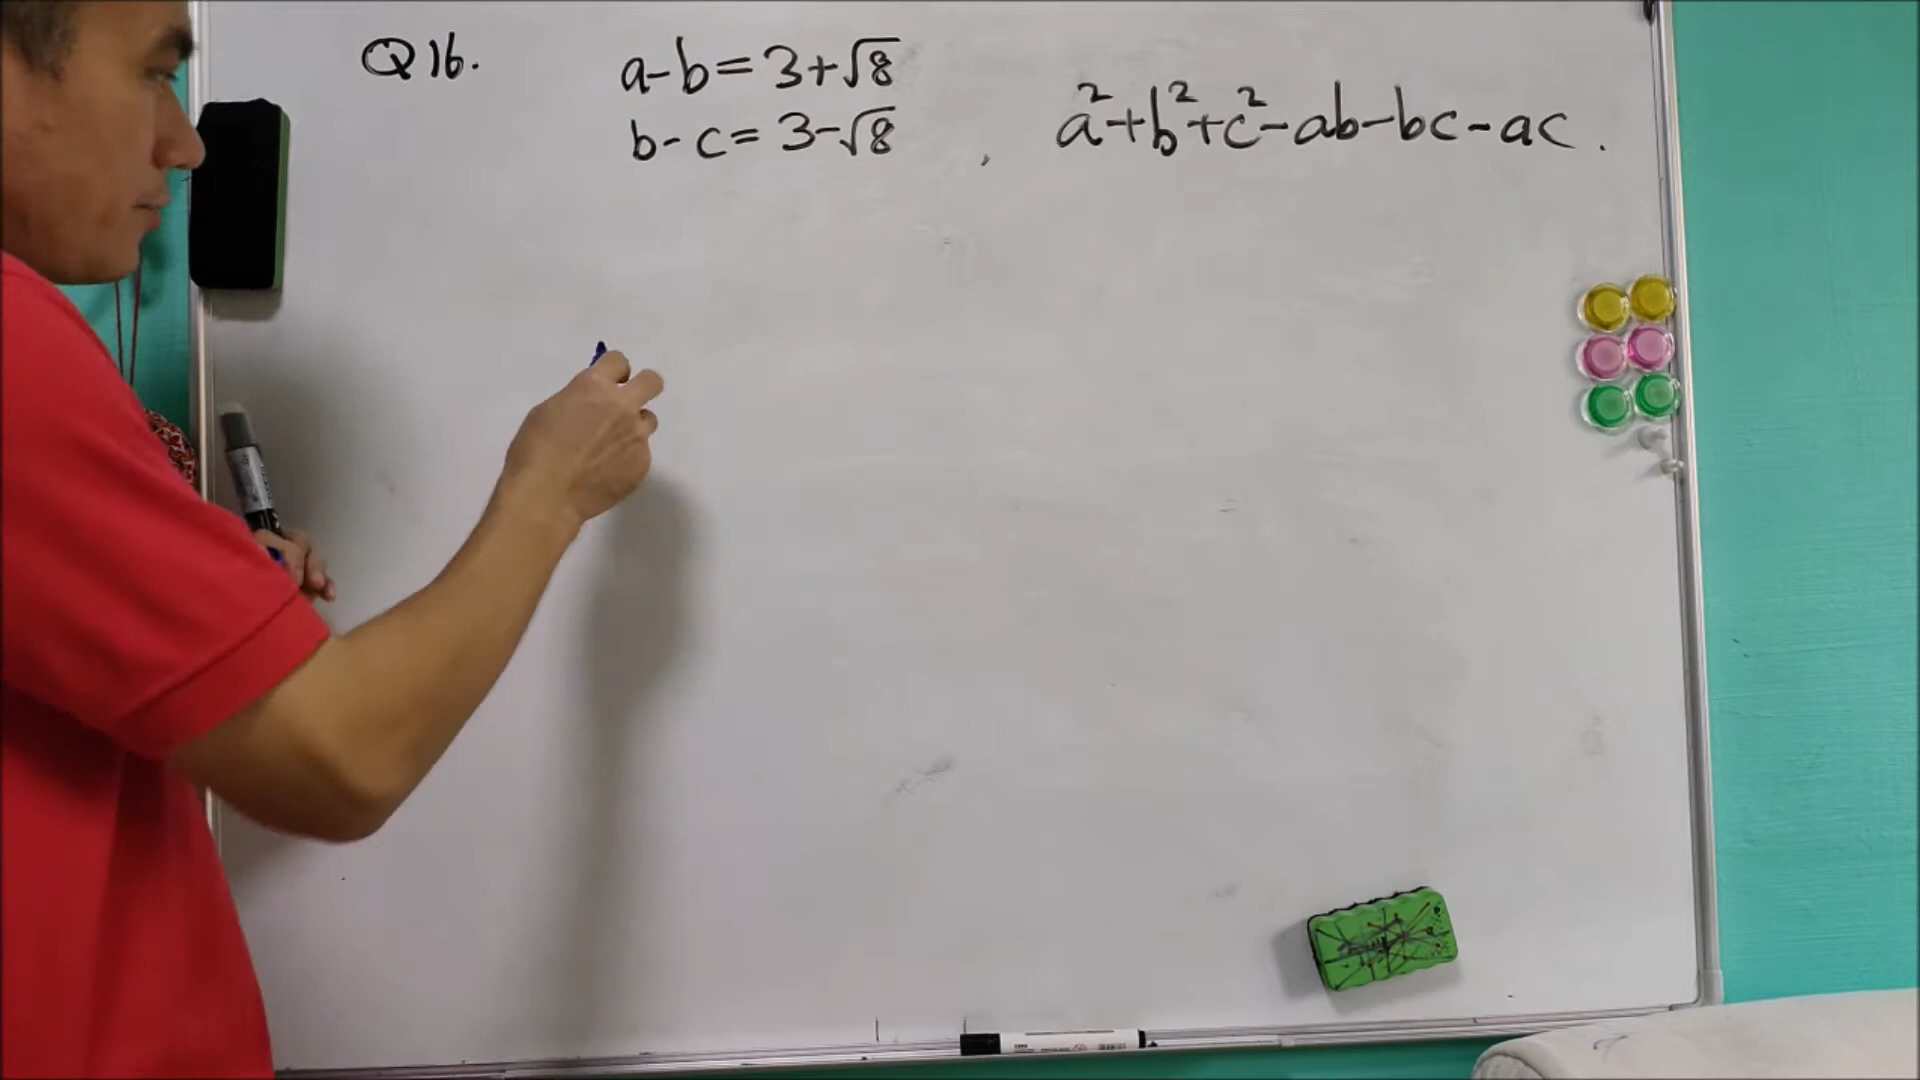 Q16.
a-b=3+√8
b-c=3-√8 , a²+b²+c²-ab-bc-ac.